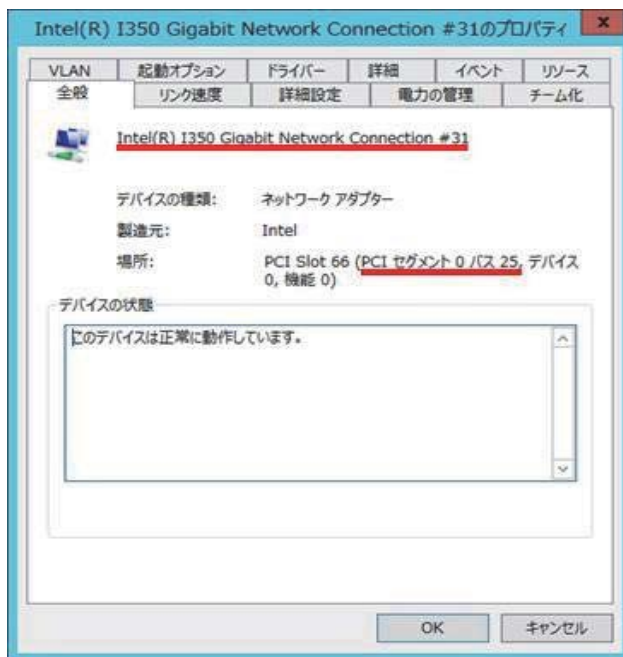 Intel(R) I350 Gigabit Network Connection #31のプロパティ
x
VLAN 起動オプション ドライバー 詳細 イベント リソース
全般 リンク速度 詳細設定 電力の管理 チーム化
Intel(R) I350 Gigabit Network Connection #31
デバイスの種類: ネットワーク アダプター
製造元: Intel
場所: PCI Slot 66 (PCI セグメント 0 バス 25, デバイス
0, 機能 0)
デバイスの状態
このデバイスは正常に動作しています。
OK キャンセル